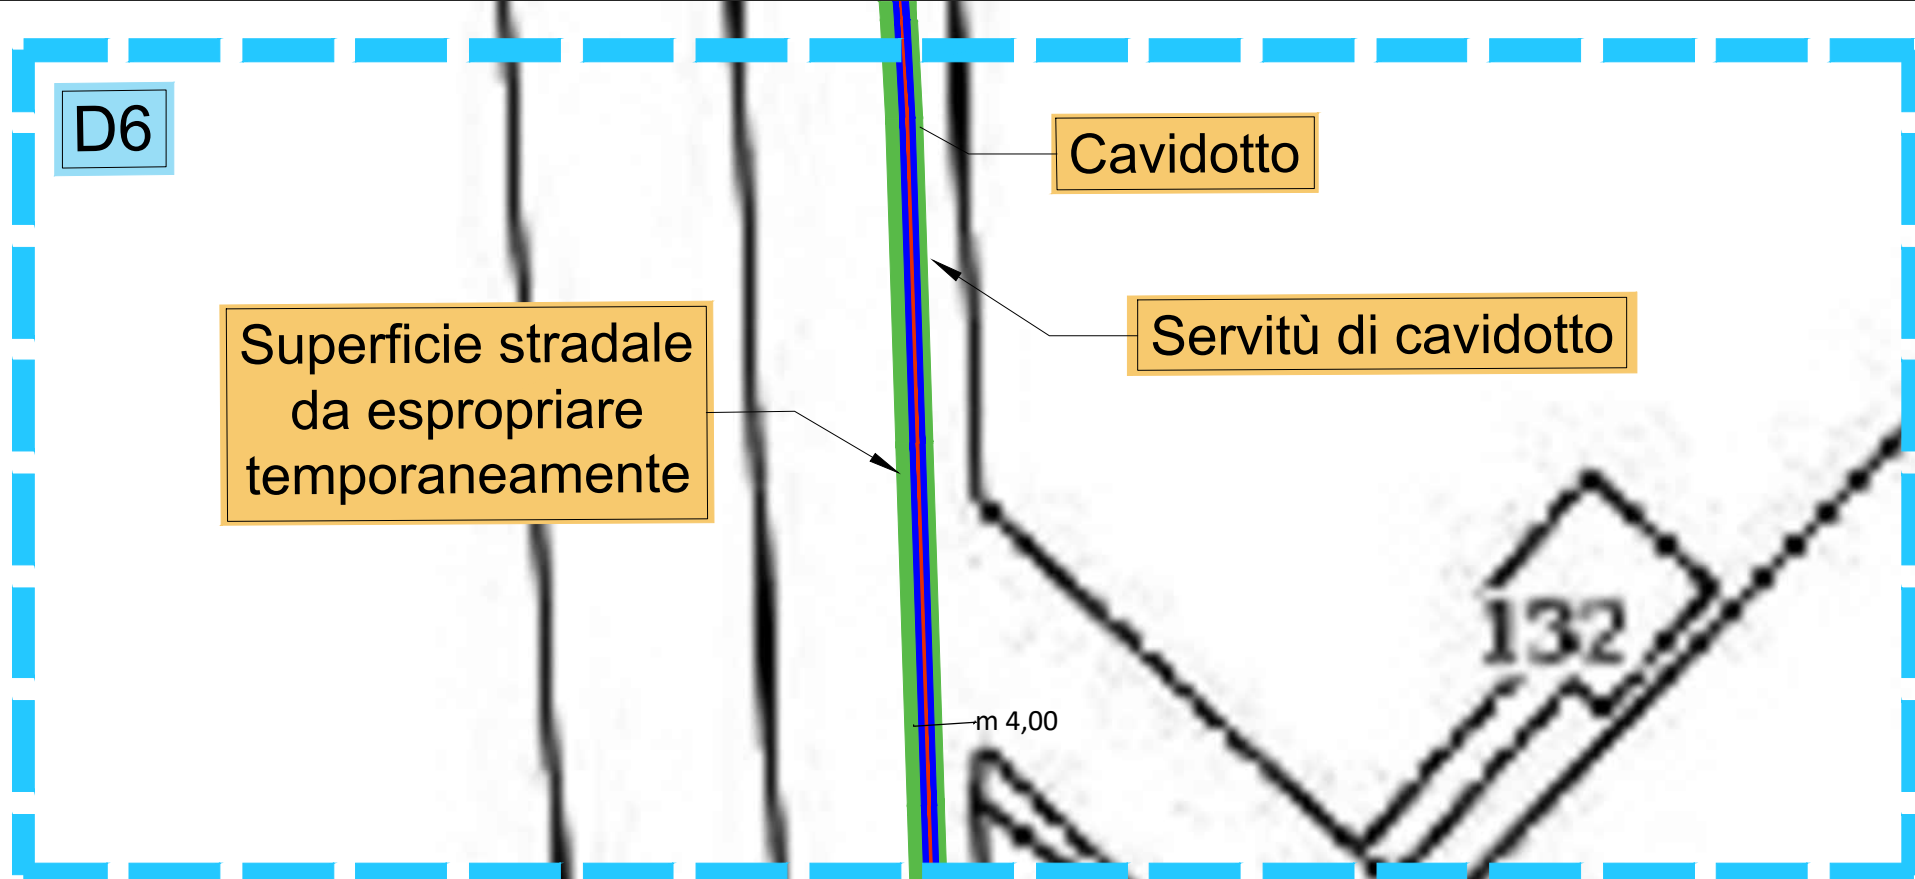 D6
Cavidotto
Servitù di cavidotto
Superficie stradale
da espropriare
temporaneamente
132
m 4,00